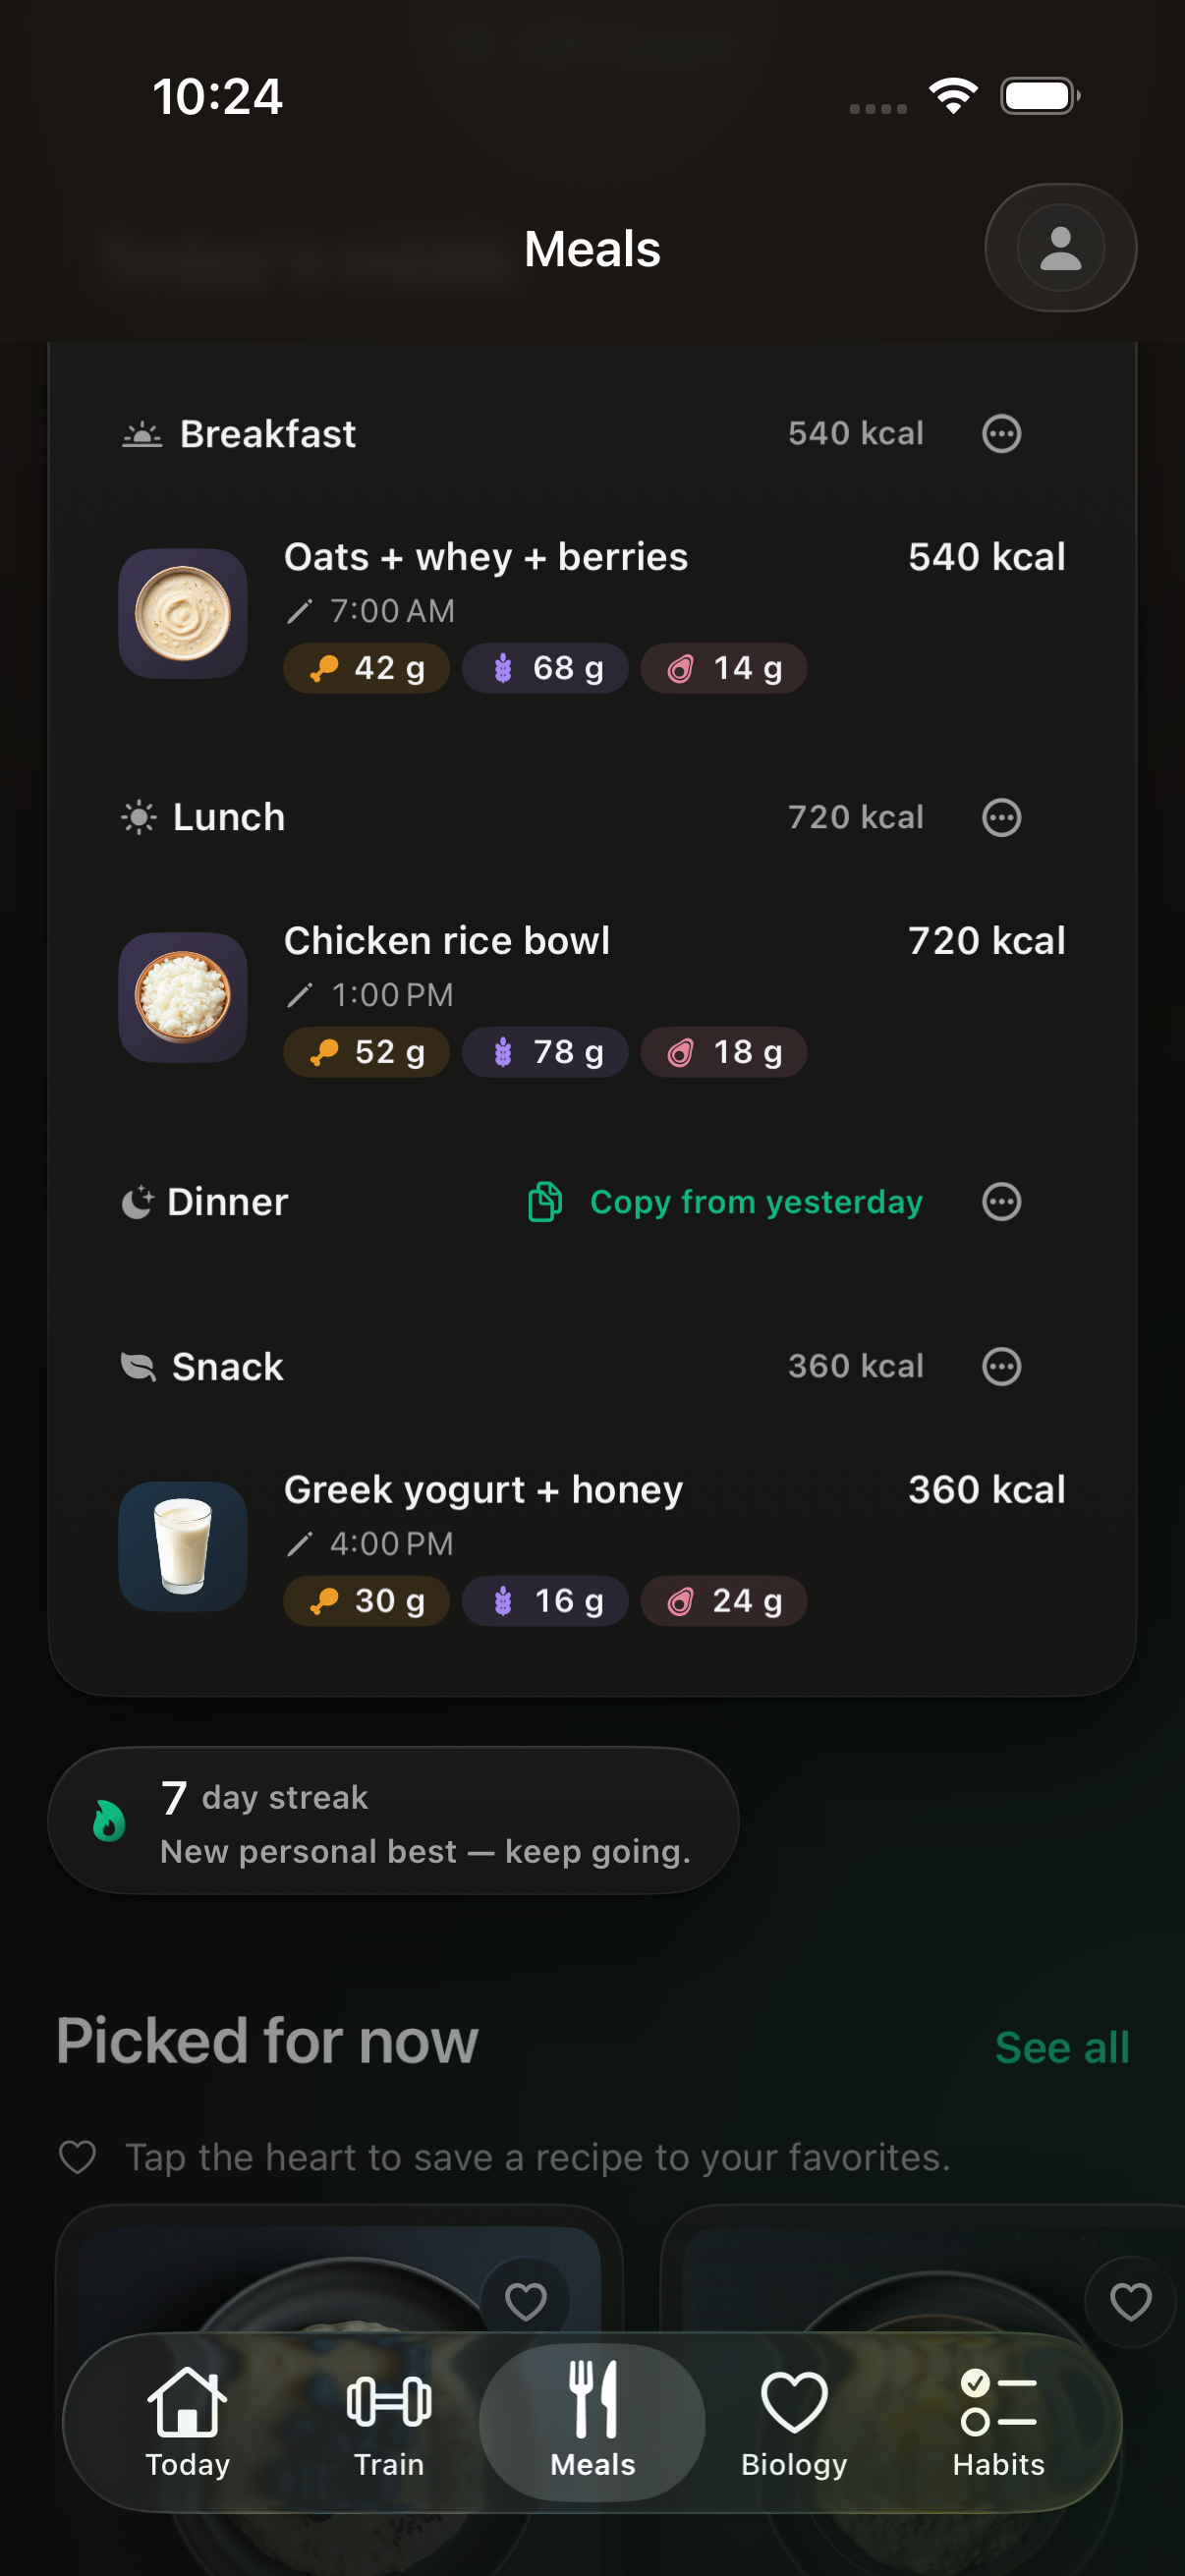 10:24
Meals
Breakfast 540 kcal
Oats + whey + berries 540 kcal
7:00 AM
42 g 68 g 14 g
Lunch 720 kcal
Chicken rice bowl 720 kcal
1:00 PM
52 g 78 g 18 g
Dinner Copy from yesterday
Snack 360 kcal
Greek yogurt + honey 360 kcal
4:00 PM
30 g 16 g 24 g
7 day streak
New personal best — keep going.
Picked for now See all
Tap the heart to save a recipe to your favorites.
Today Train Meals Biology Habits